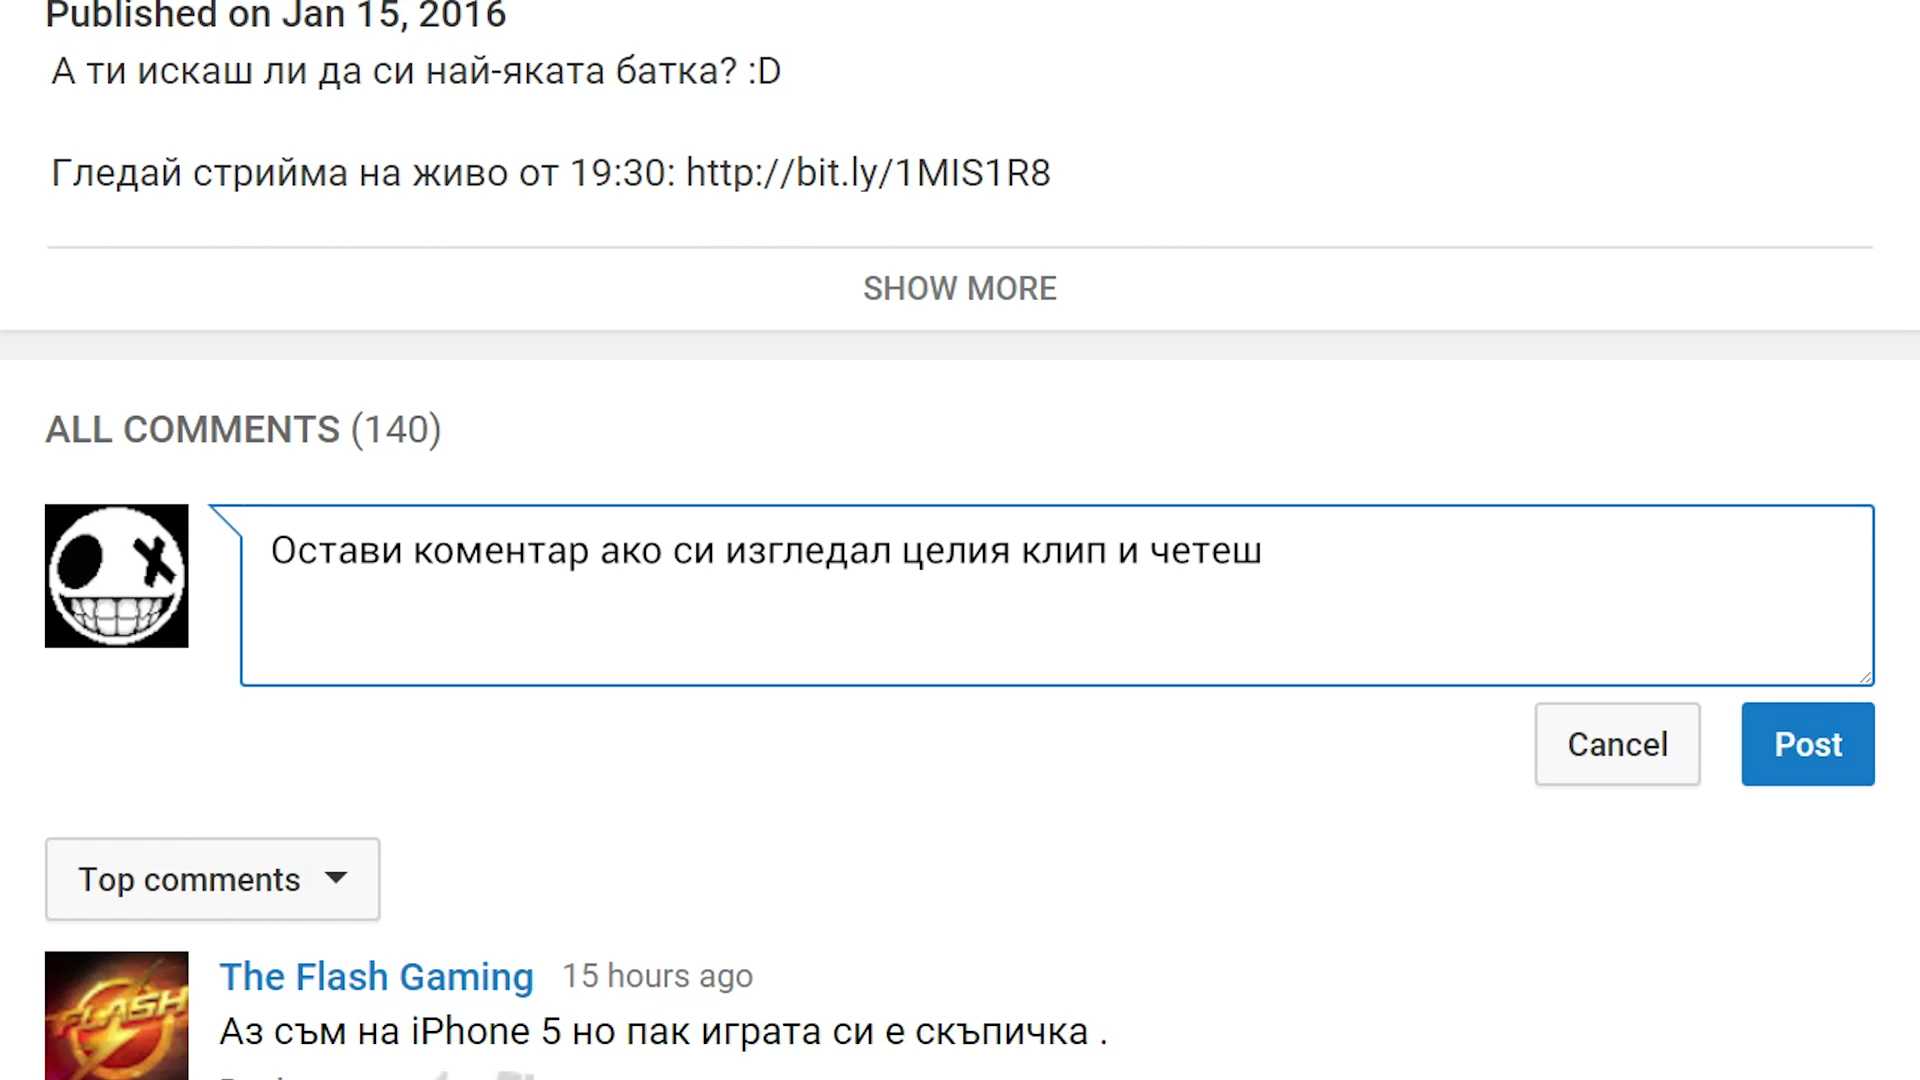 Published on Jan 15, 2016
А ти искаш ли да си най-яката батка? :D
Гледай стрийма на живо от 19:30: http://bit.ly/1MIS1R8
SHOW MORE
ALL COMMENTS (140)
Остави коментар ако си изгледал целия клип и четеш
Cancel
Post
Top comments
FLASH
The Flash Gaming 15 hours ago
Аз съм на iPhone 5 но пак играта си е скъпичка .